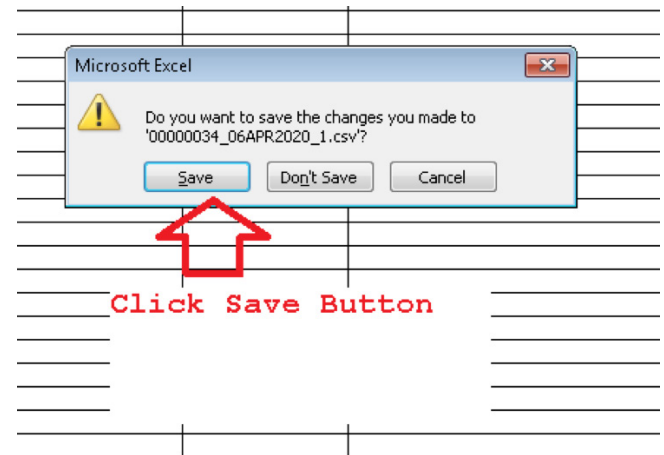 Microsoft Excel
Do you want to save the changes you made to
'00000034_06APR2020_1.csv'?
Save
Don't Save
Cancel
Click Save Button